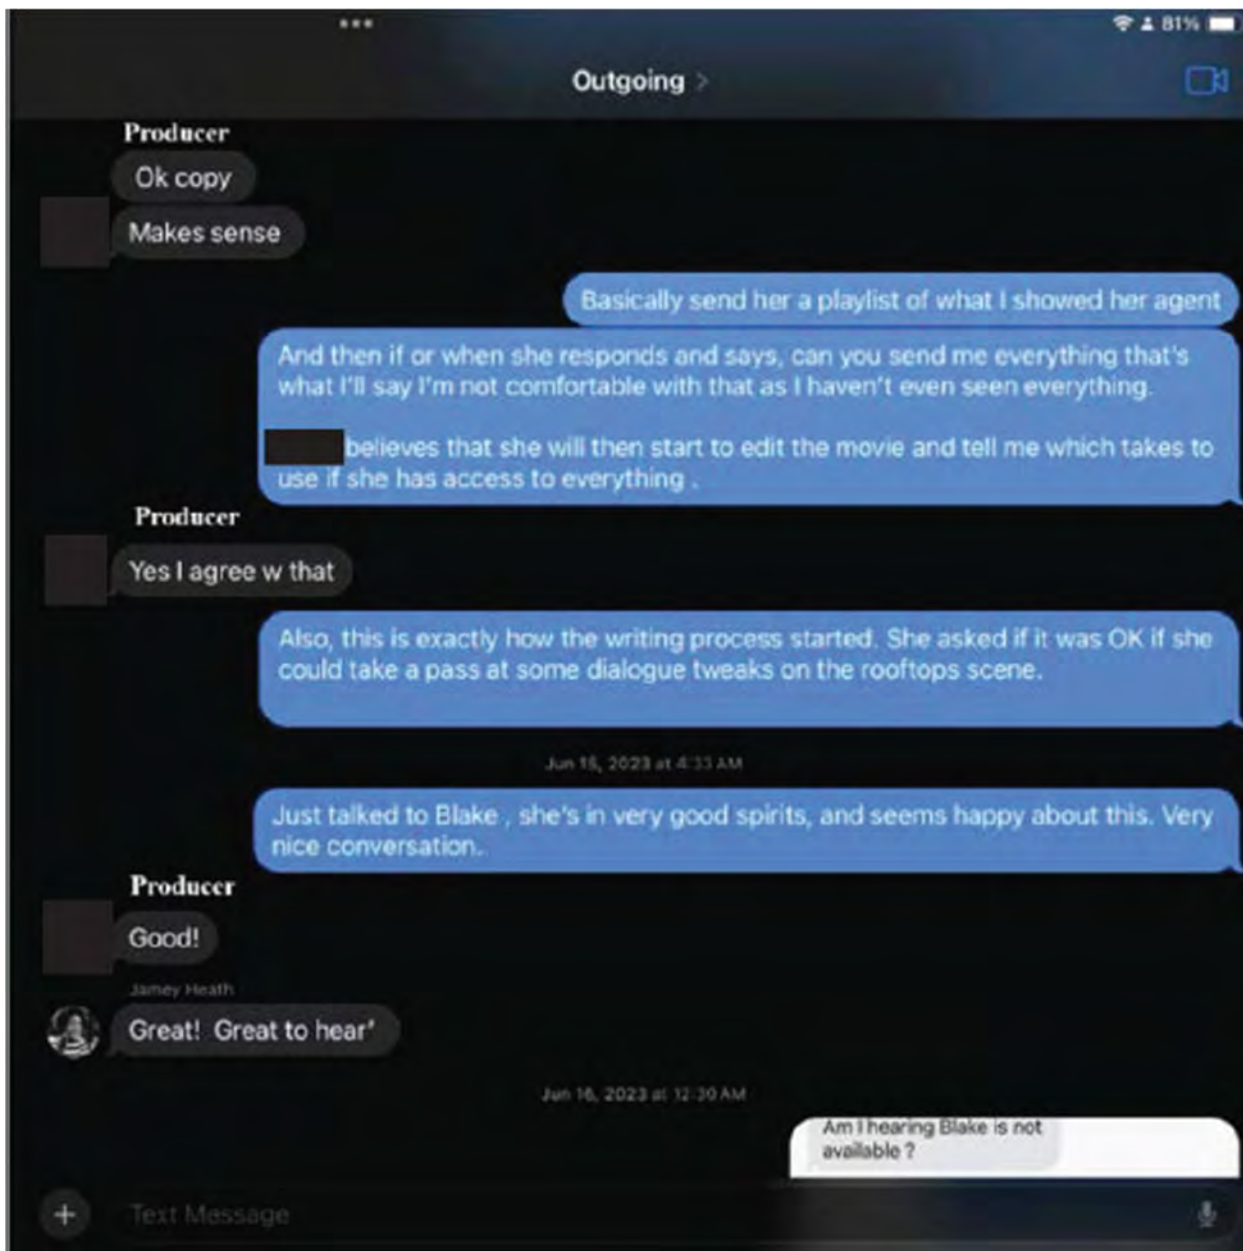 81%
Outgoing >
Producer
Ok copy
Makes sense
Basically send her a playlist of what I showed her agent
And then if or when she responds and says, can you send me everything that's
what I'll say I'm not comfortable with that as I haven't even seen everything.
believes that she will then start to edit the movie and tell me which takes to
use if she has access to everything .
Producer
Yes I agree w that
Also, this is exactly how the writing process started. She asked if it was OK if she
could take a pass at some dialogue tweaks on the rooftops scene.
Jun 15, 2023 at 4:33 AM
Just talked to Blake , she's in very good spirits, and seems happy about this. Very
nice conversation.
Producer
Good!
Jamey Heath
Great! Great to hear'
Jun 16, 2023 at 12:30 AM
Am I hearing Blake is not
available ?
Text Message